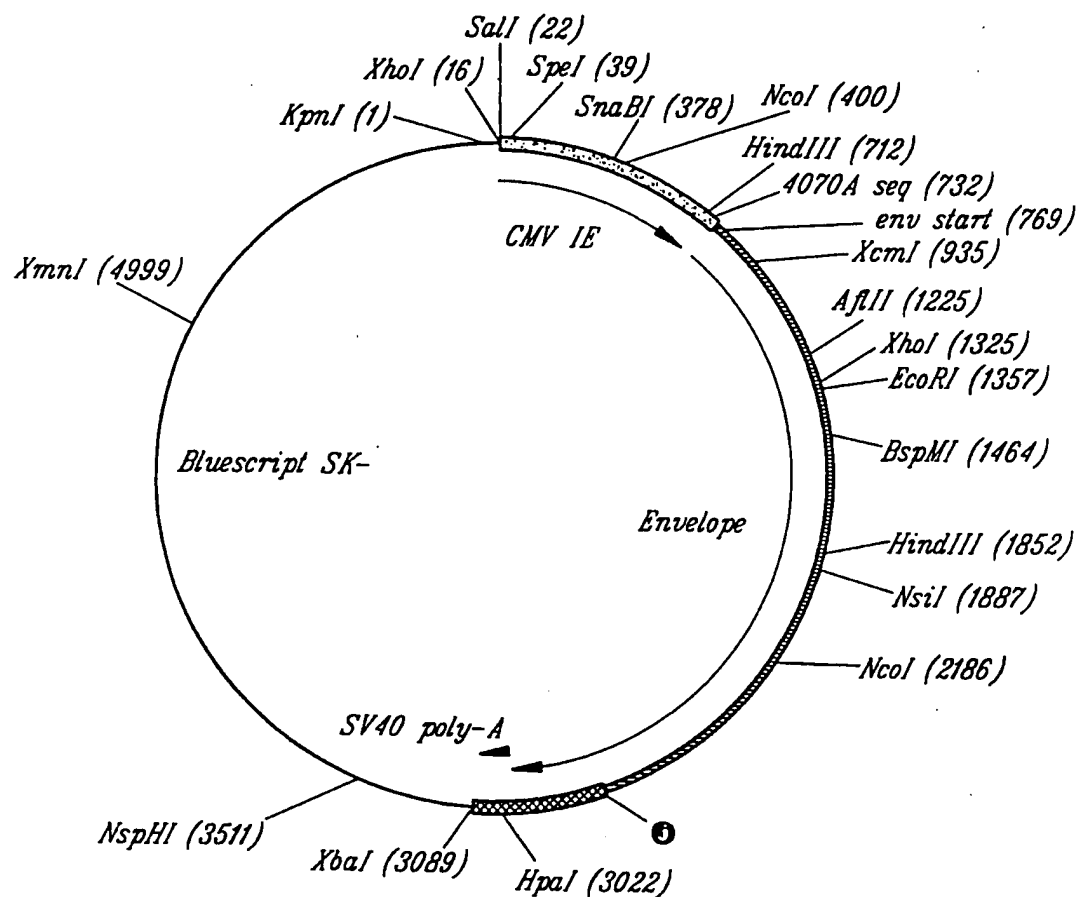 SalI (22)
XhoI (16)
SpeI (39)
KpnI (1)
SnaBI (378)
NcoI (400)
HindIII (712)
4070A seq (732)
env start (769)
XcmI (935)
AflII (1225)
XhoI (1325)
EcoRI (1357)
BspMI (1464)
HindIII (1852)
NsiI (1887)
NcoI (2186)
HpaI (3022)
XbaI (3089)
NspHI (3511)
XmnI (4999)
CMV IE
Bluescript SK-
Envelope
SV40 poly-A